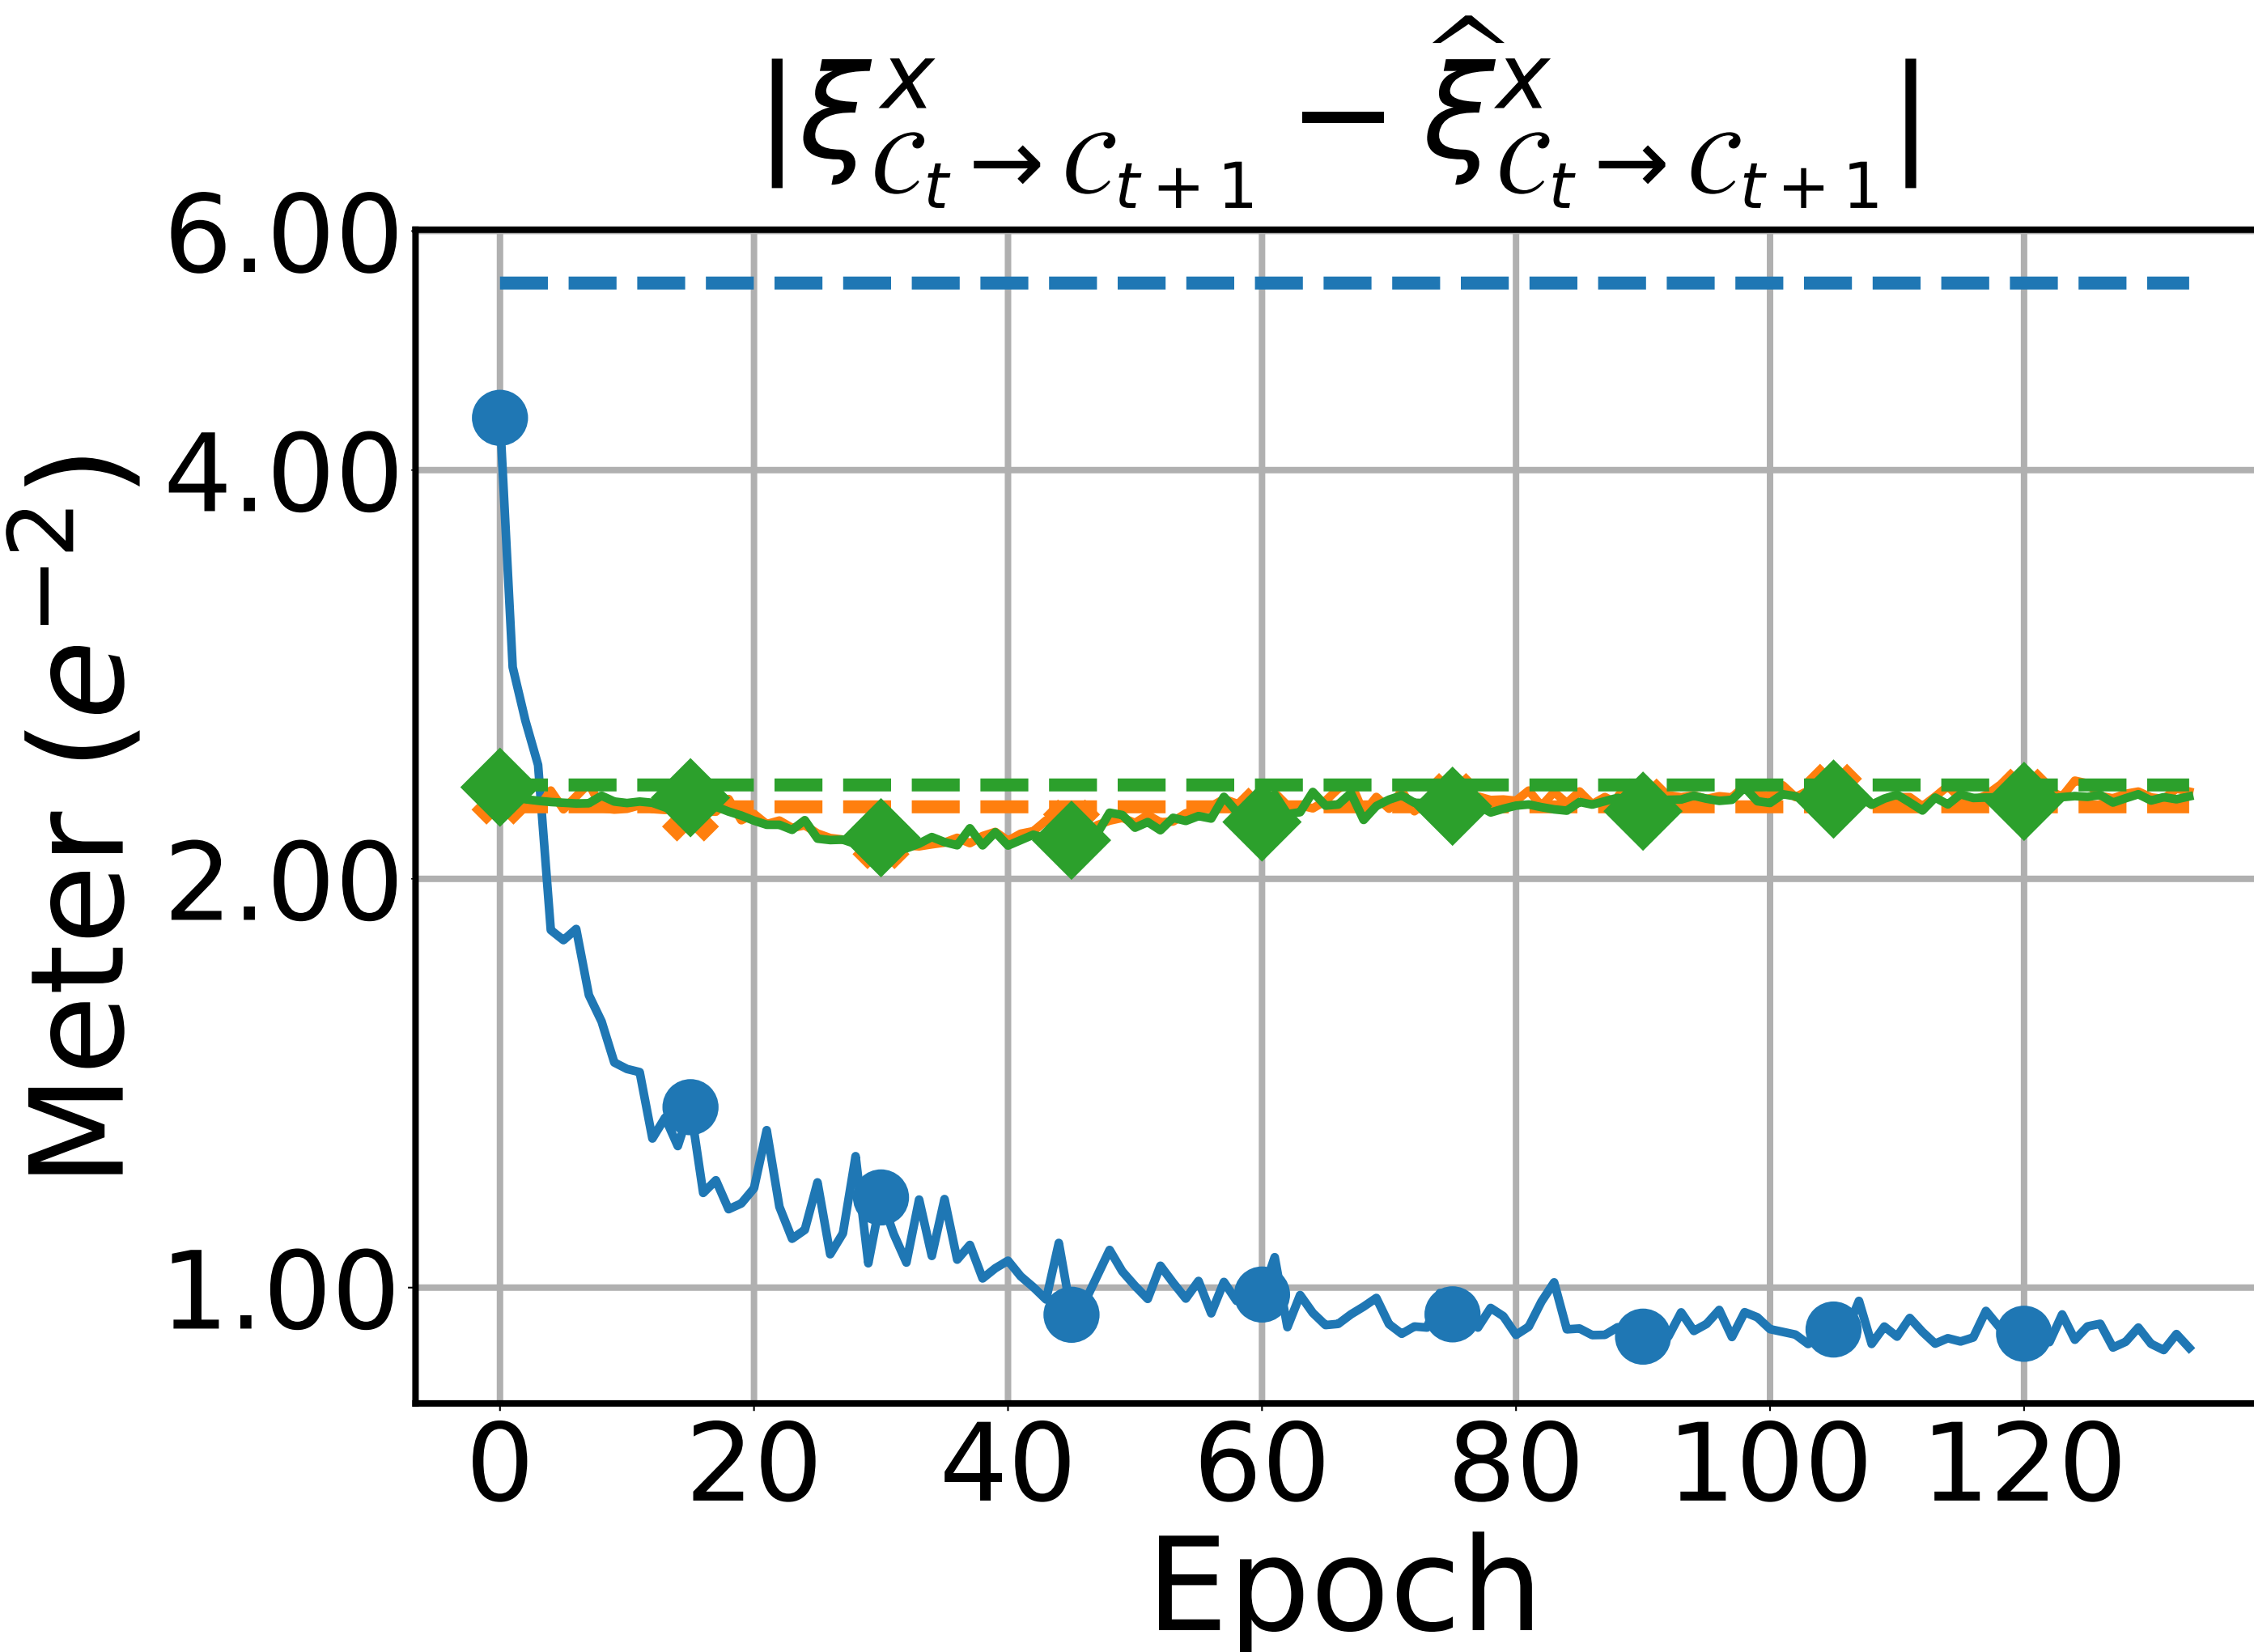 |ξ^x_{𝒞_t → 𝒞_{t+1}} − ξ̂^x_{𝒞_t → 𝒞_{t+1}}|
Meter (e⁻²)
6.00
4.00
2.00
1.00
0 20 40 60 80 100 120
Epoch